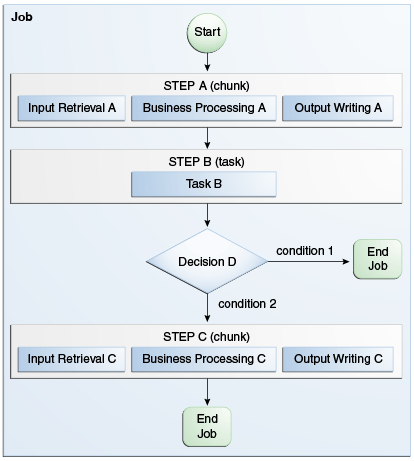 Job
Start
STEP A (chunk)
Input Retrieval A
Business Processing A
Output Writing A
STEP B (task)
Task B
Decision D
condition 1
End
Job
condition 2
STEP C (chunk)
Input Retrieval C
Business Processing C
Output Writing C
End
Job